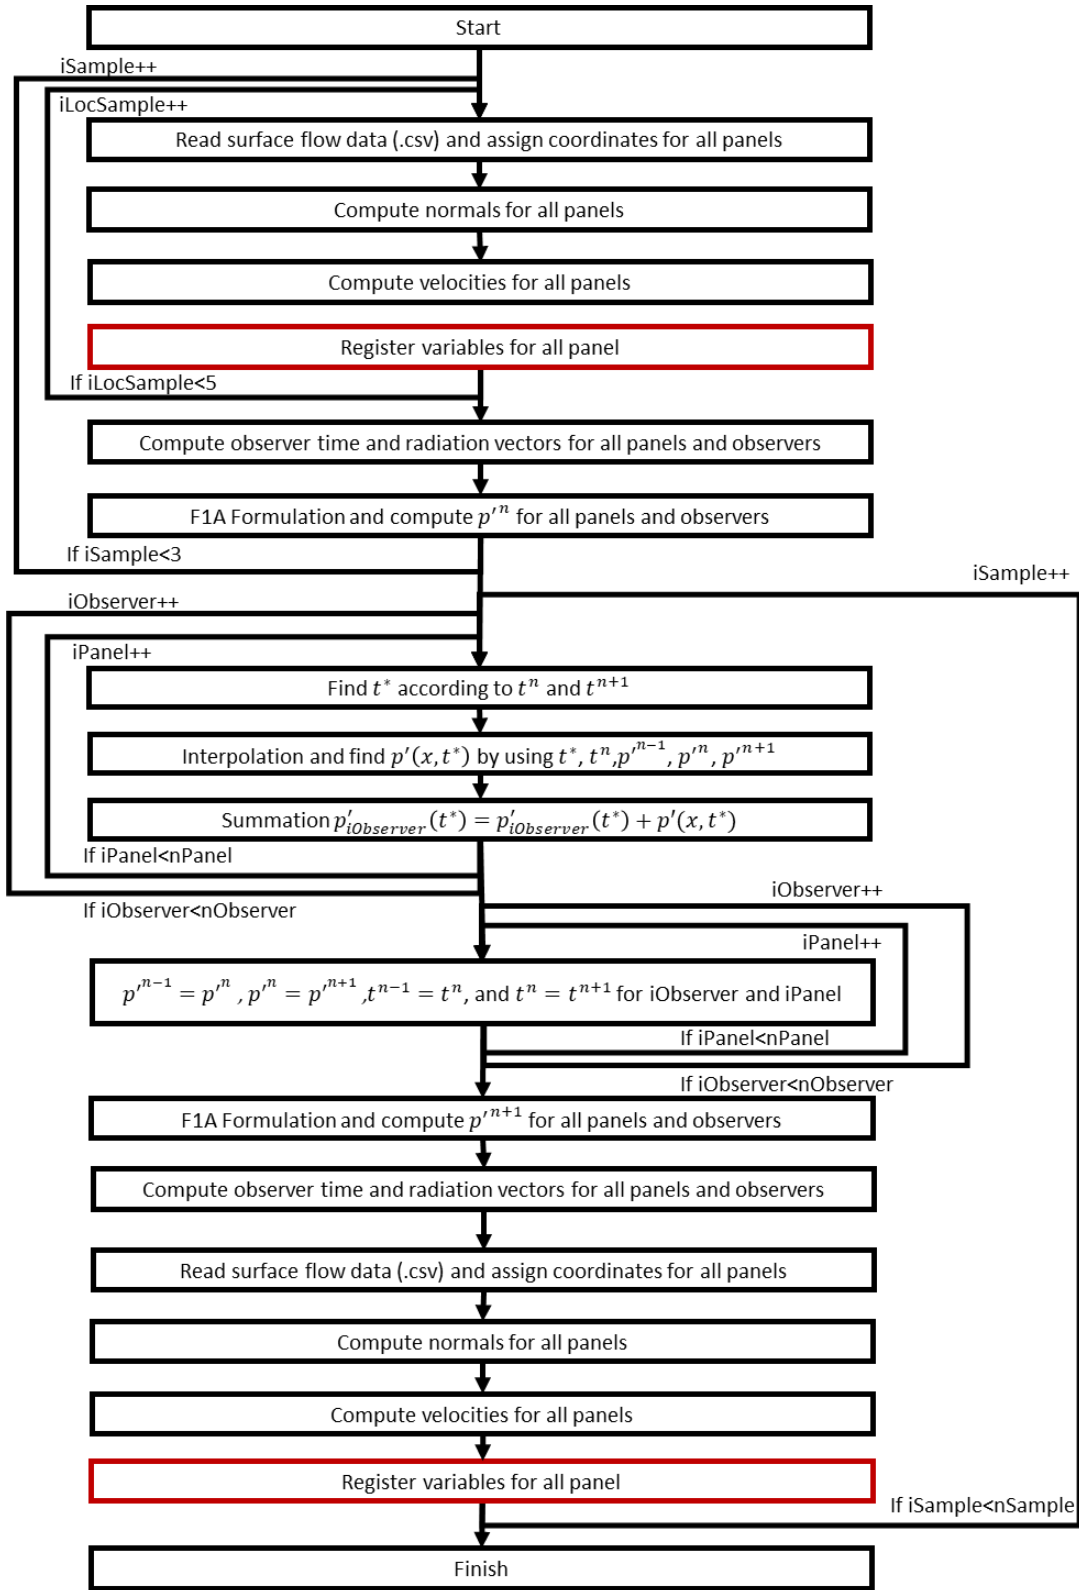 Start
iSample++
iLocSample++
Read surface flow data (.csv) and assign coordinates for all panels
Compute normals for all panels
Compute velocities for all panels
Register variables for all panel
If iLocSample<5
Compute observer time and radiation vectors for all panels and observers
F1A Formulation and compute p′ⁿ for all panels and observers
If iSample<3
iSample++
iObserver++
iPanel++
Find t* according to tⁿ and tⁿ⁺¹
Interpolation and find p′(x, t*) by using t*, tⁿ,p′ⁿ⁻¹, p′ⁿ, p′ⁿ⁺¹
Summation p′_iObserver(t*) = p′_iObserver(t*) + p′(x, t*)
If iPanel<nPanel
If iObserver<nObserver
iObserver++
iPanel++
p′ⁿ⁻¹ = p′ⁿ , p′ⁿ = p′ⁿ⁺¹ ,tⁿ⁻¹ = tⁿ, and tⁿ = tⁿ⁺¹ for iObserver and iPanel
If iPanel<nPanel
If iObserver<nObserver
F1A Formulation and compute p′ⁿ⁺¹ for all panels and observers
Compute observer time and radiation vectors for all panels and observers
Read surface flow data (.csv) and assign coordinates for all panels
Compute normals for all panels
Compute velocities for all panels
Register variables for all panel
If iSample<nSample
Finish